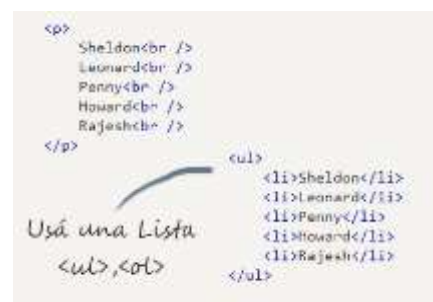 <p>
Sheldon<br />
Leonard<br />
Penny<br />
Howard<br />
Rajesh<br />
</p>
Usá una Lista
<ul>,<ol>
<ul>
<li>Sheldon</li>
<li>Leonard</li>
<li>Penny</li>
<li>Howard</li>
<li>Rajesh</li>
</ul>